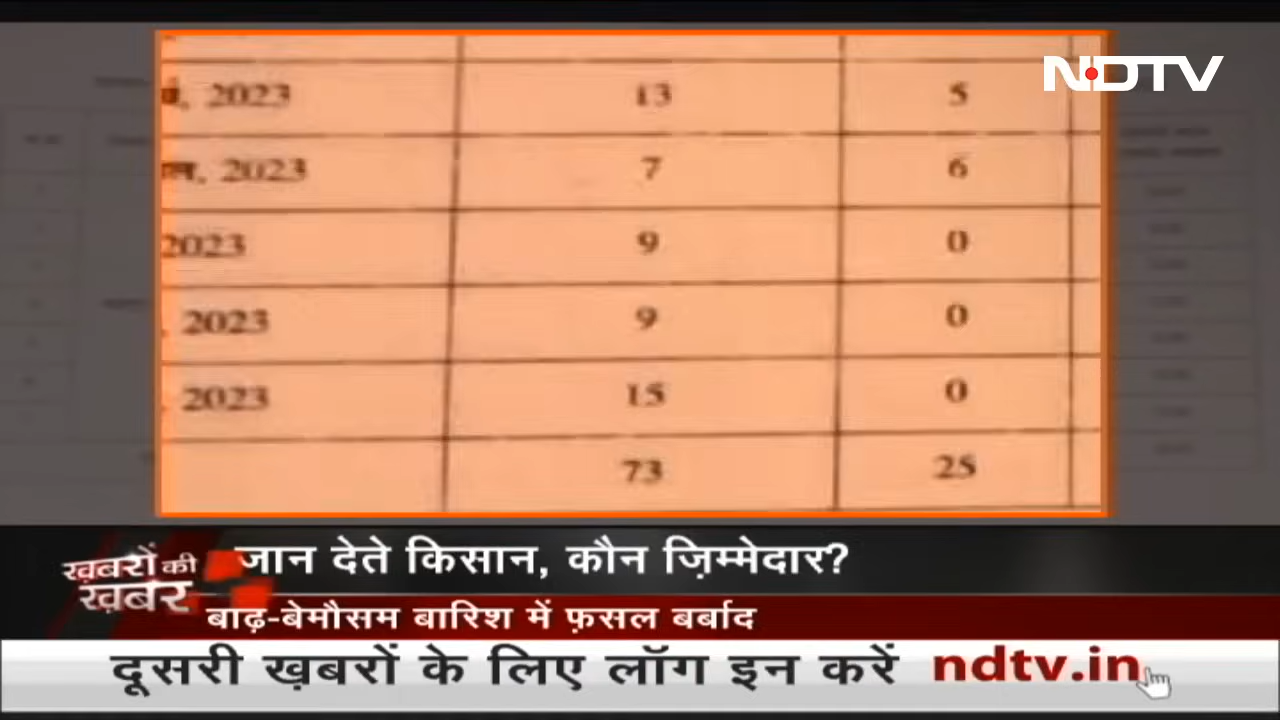 NDTV
, 2023 13 5
, 2023 7 6
2023 9 0
. 2023 9 0
. 2023 15 0
73 25
ख़बरों की
ख़बर
जान देते किसान, कौन ज़िम्मेदार?
बाढ़-बेमौसम बारिश में फ़सल बर्बाद
दूसरी ख़बरों के लिए लॉग इन करें ndtv.in